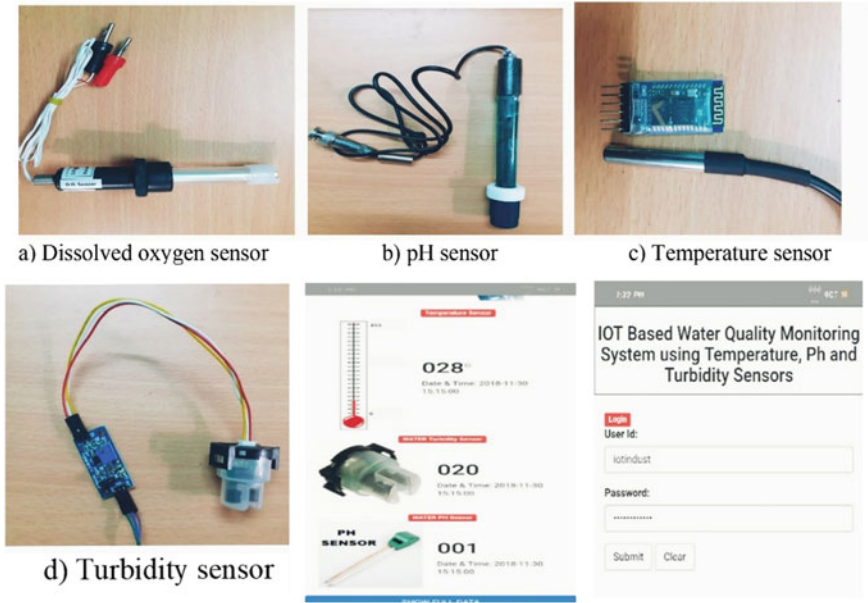 a) Dissolved oxygen sensor
b) pH sensor
c) Temperature sensor
d) Turbidity sensor
Temperature Sensor
028
Date & Time: 2018-11-30
15:15:00
WATER Turbidity Sensor
020
Date & Time: 2018-11-30
15:15:00
WATER PH Sensor
PH
SENSOR
001
Date & Time: 2018-11-30
15:15:00
SHOW FULL DATA
IOT Based Water Quality Monitoring
System using Temperature, Ph and
Turbidity Sensors
Login
User Id:
iotindust
Password:
Submit Clear